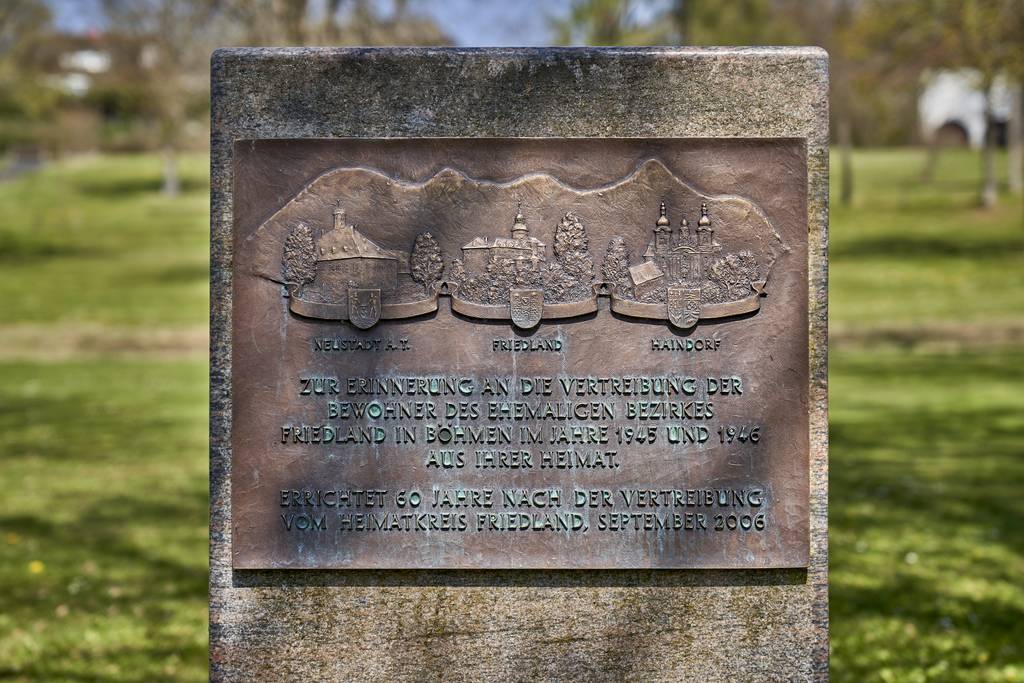 NEUSTADT A. T.
FRIEDLAND
HAINDORF
ZUR ERINNERUNG AN DIE VERTREIBUNG DER
BEWOHNER DES EHEMALIGEN BEZIRKES
FRIEDLAND IN BÖHMEN IM JAHRE 1945 UND 1946
AUS IHRER HEIMAT.
ERRICHTET 60 JAHRE NACH DER VERTREIBUNG
VOM HEIMATKREIS FRIEDLAND, SEPTEMBER 2006